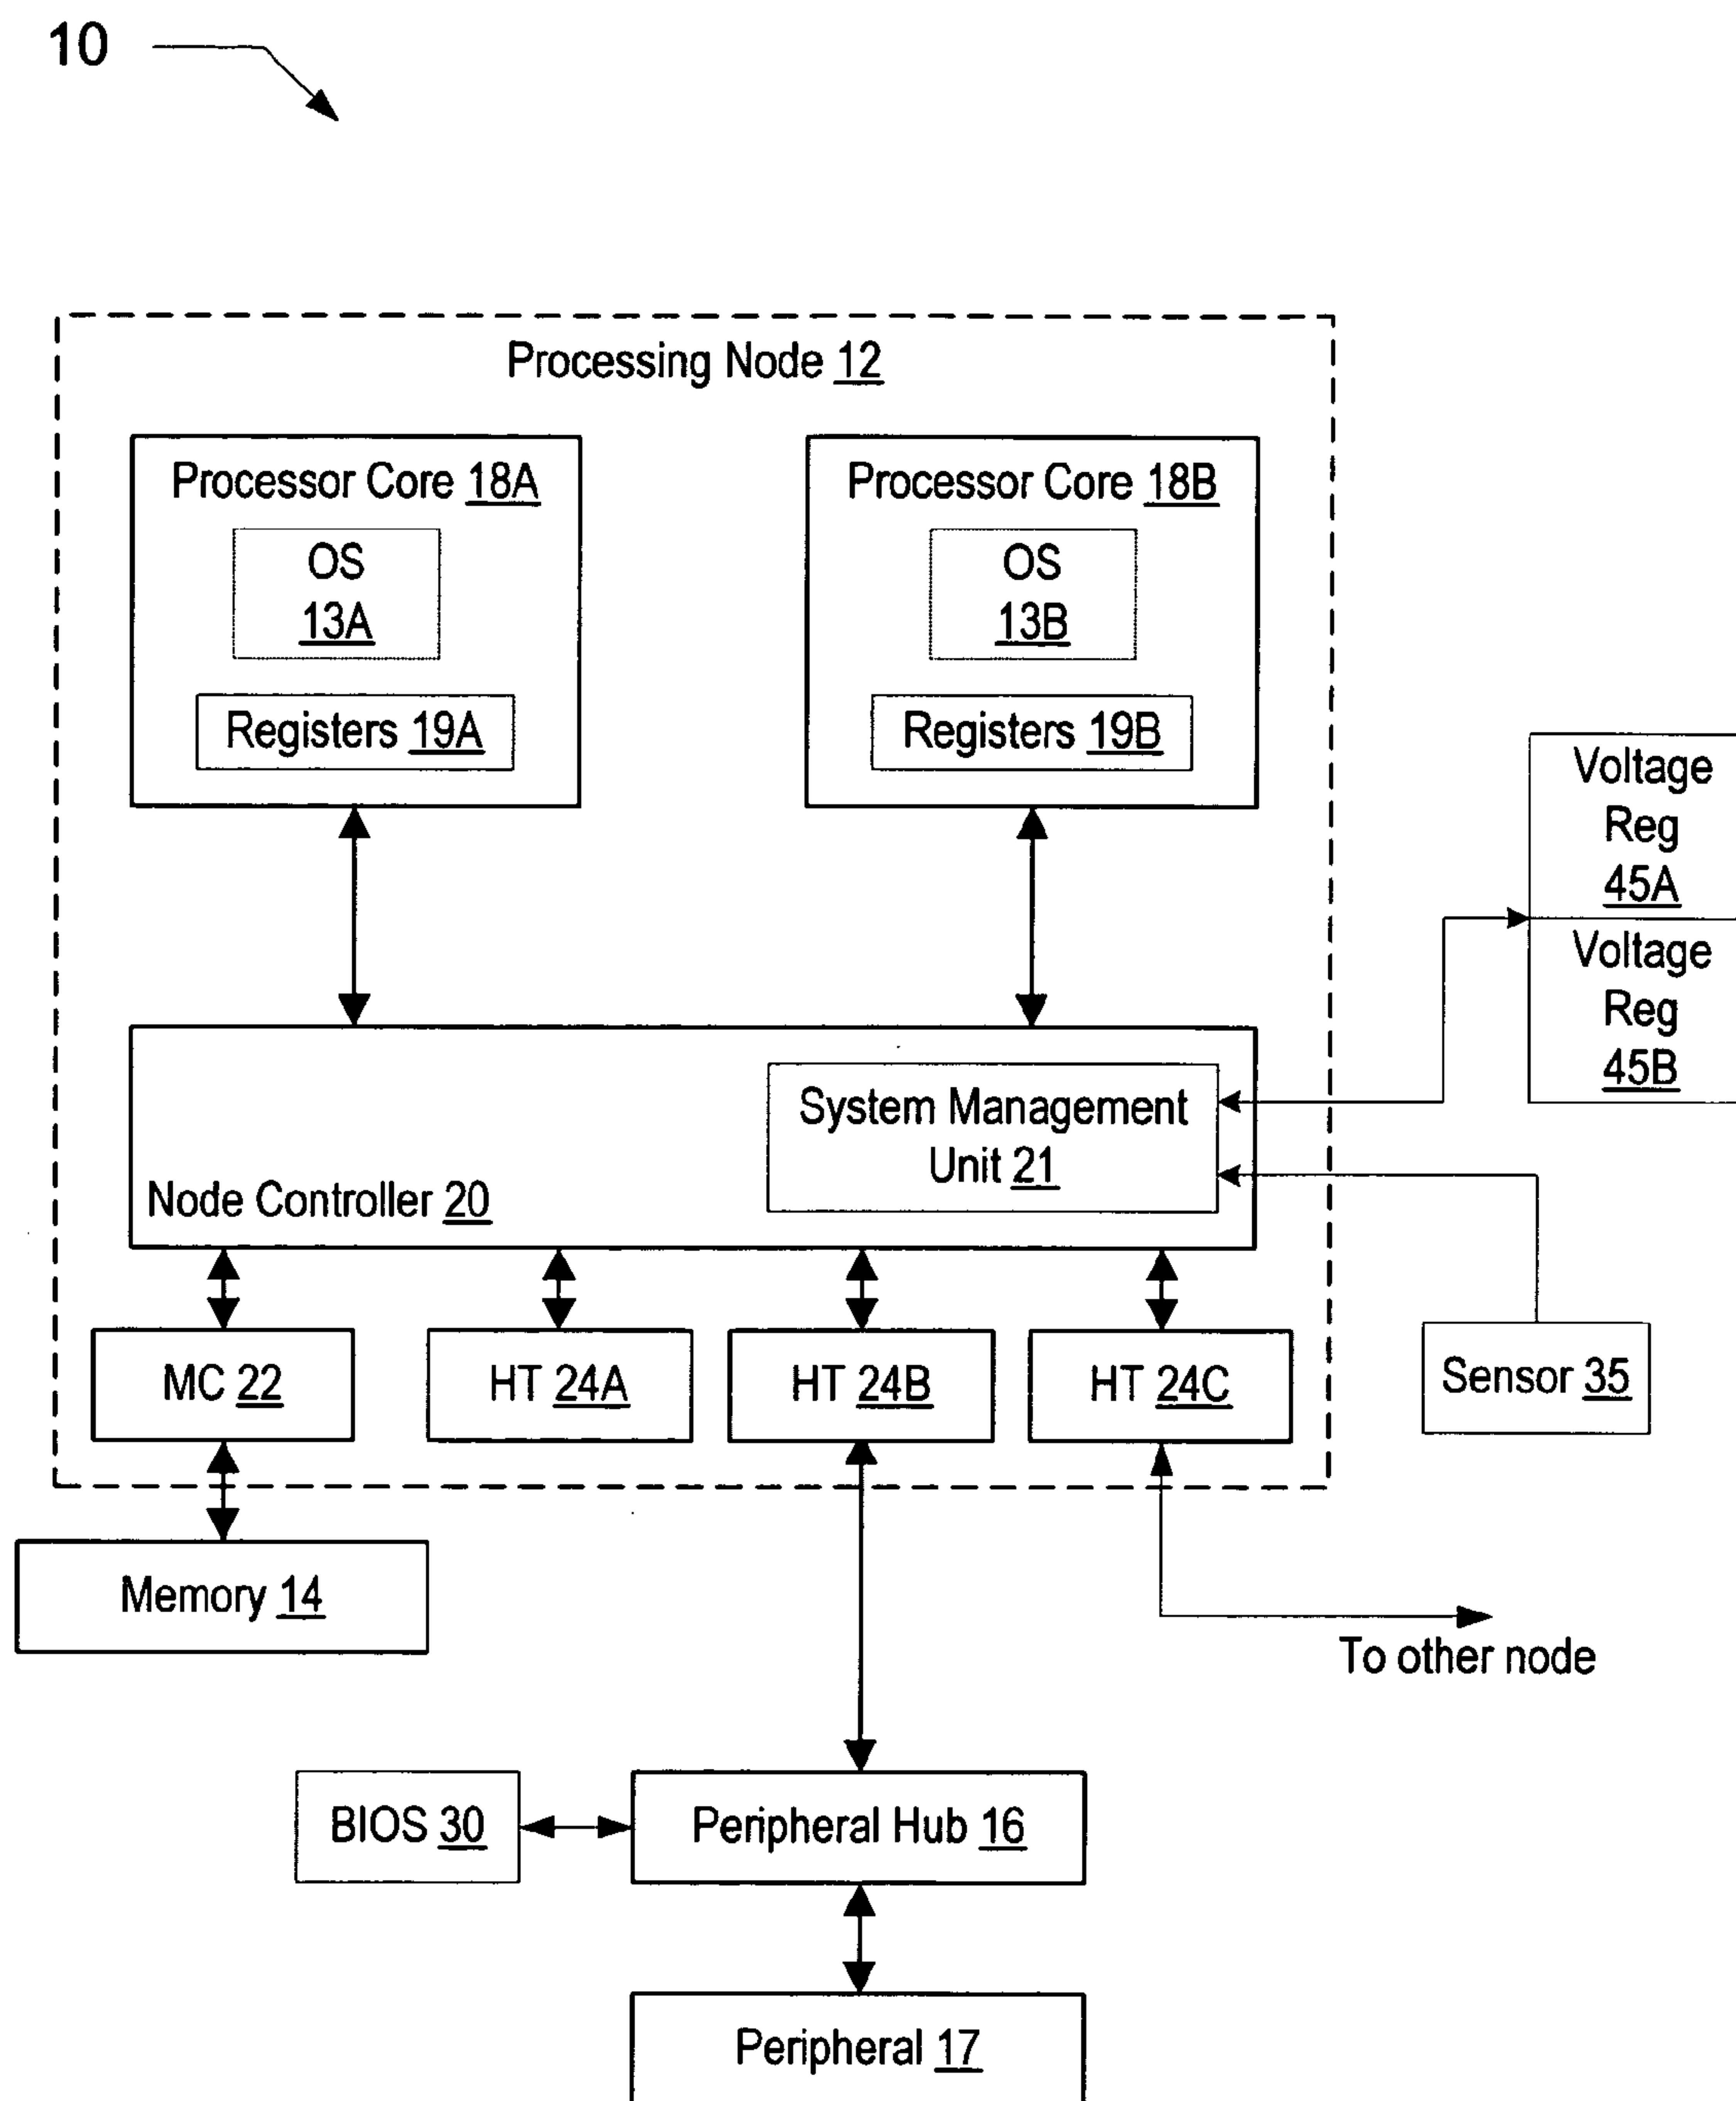 10
Processing Node 12
Processor Core 18A
OS
13A
Registers 19A
Processor Core 18B
OS
13B
Registers 19B
Voltage
Reg
45A
Voltage
Reg
45B
System Management
Unit 21
Node Controller 20
MC 22
HT 24A
HT 24B
HT 24C
Sensor 35
Memory 14
To other node
BIOS 30
Peripheral Hub 16
Peripheral 17